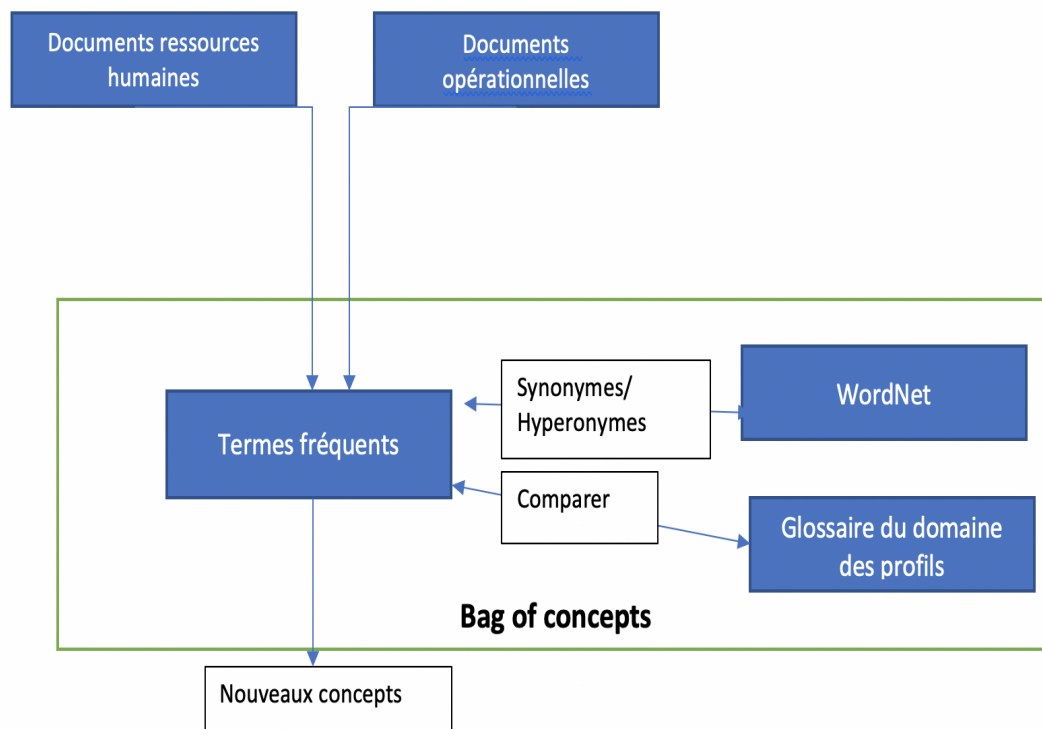 Documents ressources
humaines
Documents
opérationnelles
Synonymes/
Hyperonymes
WordNet
Termes fréquents
Comparer
Glossaire du domaine
des profils
Bag of concepts
Nouveaux concepts